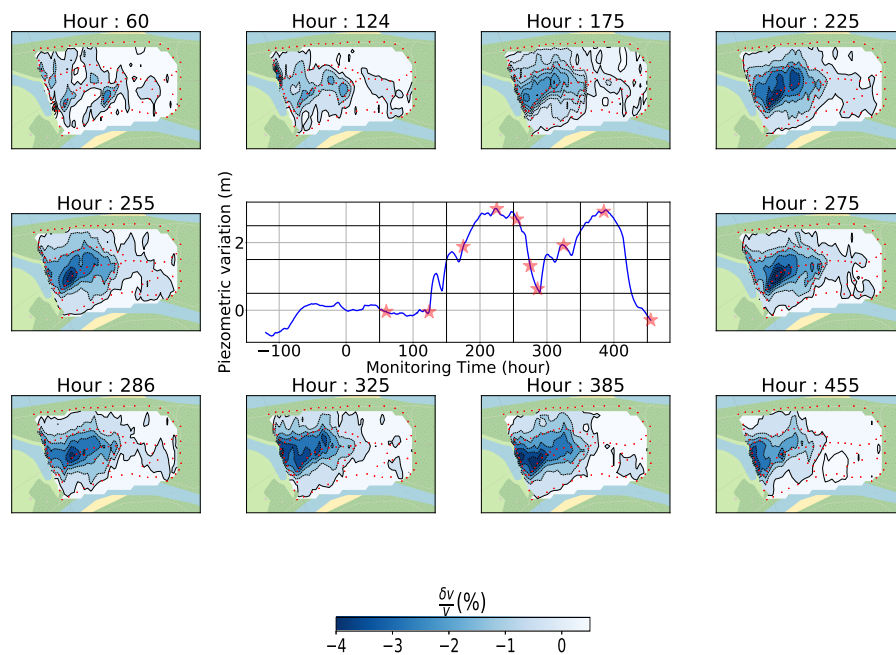 Hour : 60
Hour : 124
Hour : 175
Hour : 225
Hour : 255
Piezometric variation (m)
2
0
−100 0 100 200 300 400
Monitoring Time (hour)
Hour : 275
Hour : 286
Hour : 325
Hour : 385
Hour : 455
δv/v (%)
−4 −3 −2 −1 0